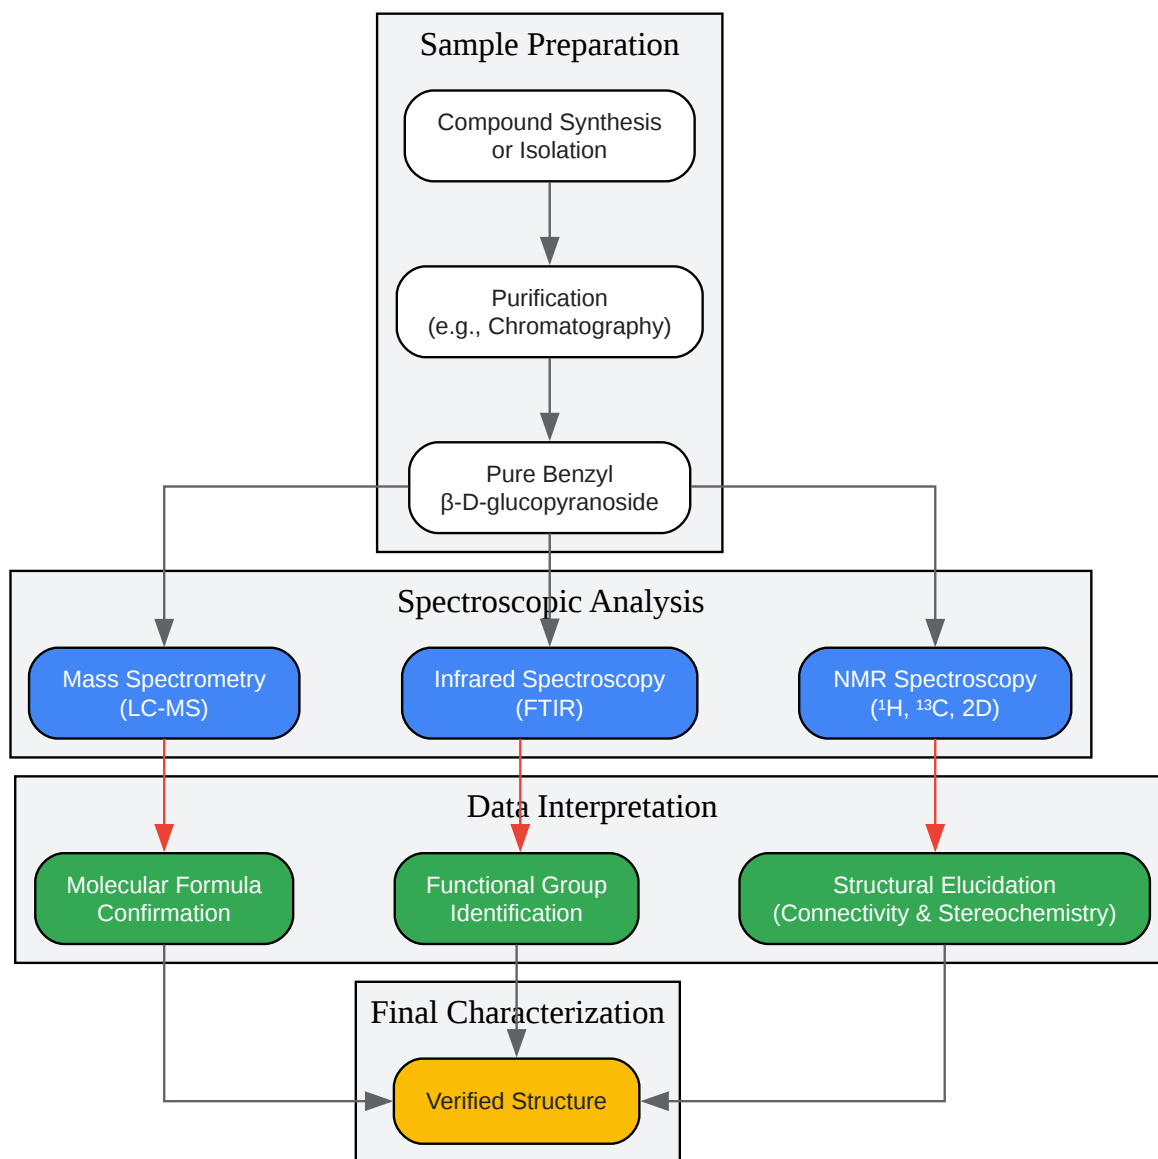 Sample Preparation
Compound Synthesis
or Isolation
Purification
(e.g., Chromatography)
Pure Benzyl
β-D-glucopyranoside
Spectroscopic Analysis
Mass Spectrometry
(LC-MS)
Infrared Spectroscopy
(FTIR)
NMR Spectroscopy
(¹H, ¹³C, 2D)
Data Interpretation
Molecular Formula
Confirmation
Functional Group
Identification
Structural Elucidation
(Connectivity & Stereochemistry)
Final Characterization
Verified Structure